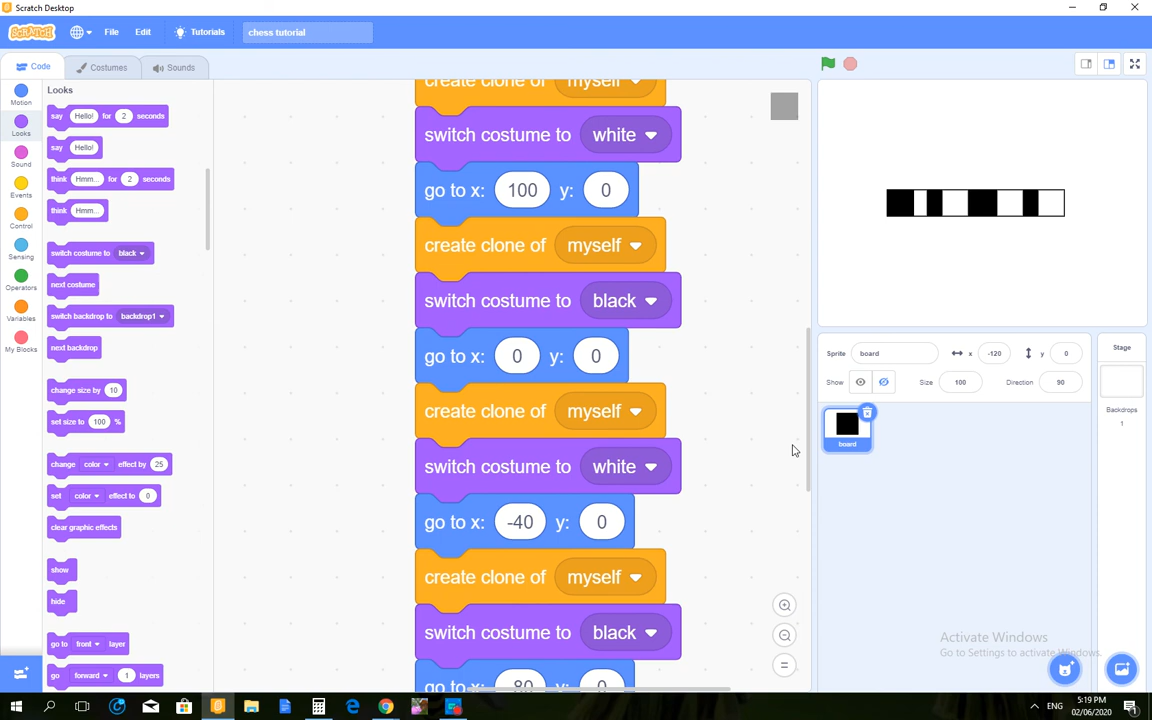 Scratch Desktop
SCRATCH File Edit Tutorials chess tutorial
Code Costumes Sounds
Motion
Looks
Sound
Events
Control
Sensing
Operators
Variables
My Blocks
Looks
say Hello! for 2 seconds
say Hello!
think Hmm... for 2 seconds
think Hmm...
switch costume to black
next costume
switch backdrop to backdrop1
next backdrop
change size by 10
set size to 100 %
change color effect by 25
set color effect to 0
clear graphic effects
show
hide
go to front layer
go forward 1 layers
create clone of myself
switch costume to white
go to x: 100 y: 0
create clone of myself
switch costume to black
go to x: 0 y: 0
create clone of myself
switch costume to white
go to x: -40 y: 0
create clone of myself
switch costume to black
go to x: -80 y: 0
Sprite board x -120 y 0
Show Size 100 Direction 90
board
Stage
Backdrops
1
Activate Windows
Go to Settings to activate Windows.
ENG
5:19 PM
02/06/2020
1